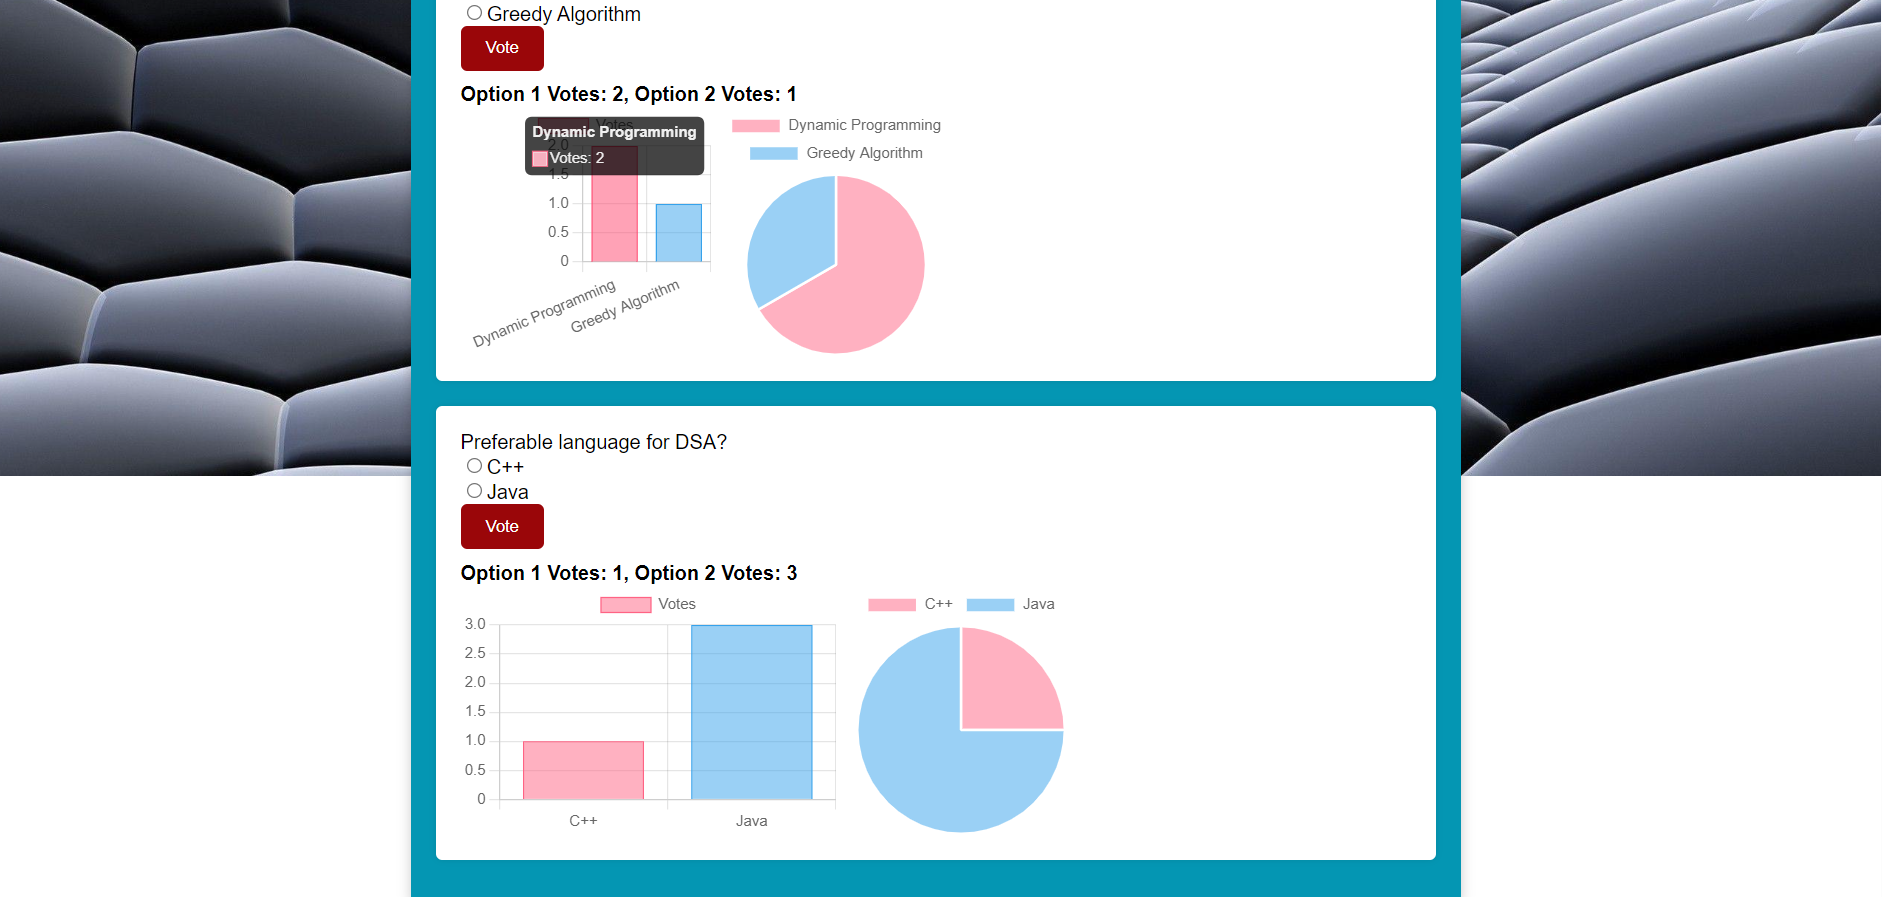 Greedy Algorithm
Vote
Option 1 Votes: 2, Option 2 Votes: 1
Votes
Dynamic Programming
Votes: 2
2.0
1.5
1.0
0.5
0
Dynamic Programming
Greedy Algorithm
Dynamic Programming
Greedy Algorithm
Preferable language for DSA?
C++
Java
Vote
Option 1 Votes: 1, Option 2 Votes: 3
Votes
3.0
2.5
2.0
1.5
1.0
0.5
0
C++ Java
C++ Java